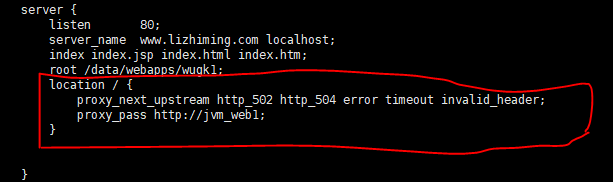 server {
listen 80;
server_name www.lizhiming.com localhost;
index index.jsp index.html index.htm;
root /data/webapps/wugk1;
location / {
proxy_next_upstream http_502 http_504 error timeout invalid_header;
proxy_pass http://jvm_web1;
}
}